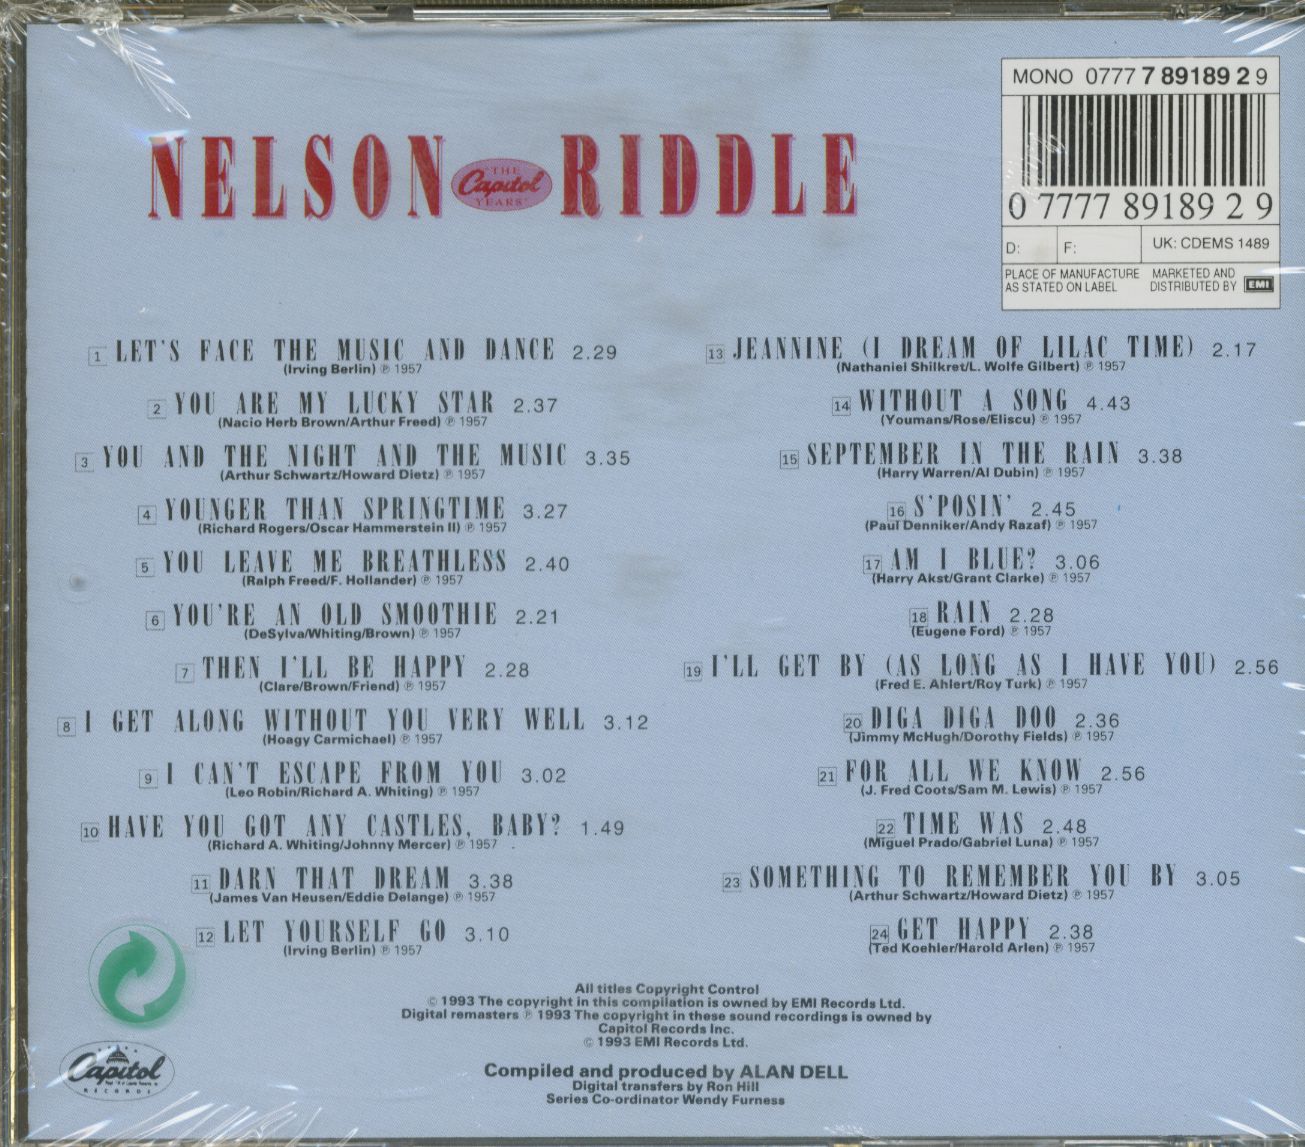 MONO 0777 7 89189 2 9
NELSON THE Capitol YEARS RIDDLE
0 7777 89189 2 9
D: F: UK: CDEMS 1489
PLACE OF MANUFACTURE AS STATED ON LABEL
MARKETED AND DISTRIBUTED BY EMI
1 LET'S FACE THE MUSIC AND DANCE 2.29
(Irving Berlin) ℗ 1957
2 YOU ARE MY LUCKY STAR 2.37
(Nacio Herb Brown/Arthur Freed) ℗ 1957
3 YOU AND THE NIGHT AND THE MUSIC 3.35
(Arthur Schwartz/Howard Dietz) ℗ 1957
4 YOUNGER THAN SPRINGTIME 3.27
(Richard Rogers/Oscar Hammerstein II) ℗ 1957
5 YOU LEAVE ME BREATHLESS 2.40
(Ralph Freed/F. Hollander) ℗ 1957
6 YOU'RE AN OLD SMOOTHIE 2.21
(DeSylva/Whiting/Brown) ℗ 1957
7 THEN I'LL BE HAPPY 2.28
(Clare/Brown/Friend) ℗ 1957
8 I GET ALONG WITHOUT YOU VERY WELL 3.12
(Hoagy Carmichael) ℗ 1957
9 I CAN'T ESCAPE FROM YOU 3.02
(Leo Robin/Richard A. Whiting) ℗ 1957
10 HAVE YOU GOT ANY CASTLES, BABY? 1.49
(Richard A. Whiting/Johnny Mercer) ℗ 1957
11 DARN THAT DREAM 3.38
(James Van Heusen/Eddie Delange) ℗ 1957
12 LET YOURSELF GO 3.10
(Irving Berlin) ℗ 1957
13 JEANNINE (I DREAM OF LILAC TIME) 2.17
(Nathaniel Shilkret/L. Wolfe Gilbert) ℗ 1957
14 WITHOUT A SONG 4.43
(Youmans/Rose/Eliscu) ℗ 1957
15 SEPTEMBER IN THE RAIN 3.38
(Harry Warren/Al Dubin) ℗ 1957
16 S'POSIN' 2.45
(Paul Denniker/Andy Razaf) ℗ 1957
17 AM I BLUE? 3.06
(Harry Akst/Grant Clarke) ℗ 1957
18 RAIN 2.28
(Eugene Ford) ℗ 1957
19 I'LL GET BY (AS LONG AS I HAVE YOU) 2.56
(Fred E. Ahlert/Roy Turk) ℗ 1957
20 DIGA DIGA DOO 2.36
(Jimmy McHugh/Dorothy Fields) ℗ 1957
21 FOR ALL WE KNOW 2.56
(J. Fred Coots/Sam M. Lewis) ℗ 1957
22 TIME WAS 2.48
(Miguel Prado/Gabriel Luna) ℗ 1957
23 SOMETHING TO REMEMBER YOU BY 3.05
(Arthur Schwartz/Howard Dietz) ℗ 1957
24 GET HAPPY 2.38
(Ted Koehler/Harold Arlen) ℗ 1957
All titles Copyright Control
© 1993 The copyright in this compilation is owned by EMI Records Ltd.
Digital remasters ℗ 1993 The copyright in these sound recordings is owned by
Capitol Records Inc.
© 1993 EMI Records Ltd.
Compiled and produced by ALAN DELL
Digital transfers by Ron Hill
Series Co-ordinator Wendy Furness
Capitol
RECORDS